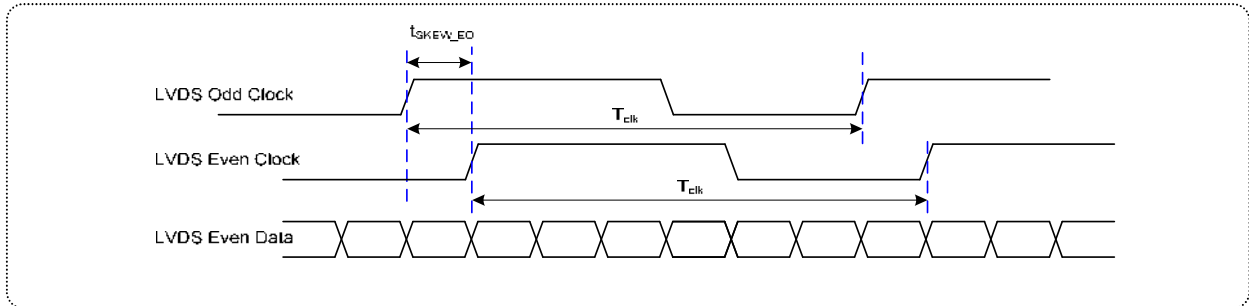 tSKEW_EO
LVDS Odd Clock
Tclk
LVDS Even Clock
Tclk
LVDS Even Data